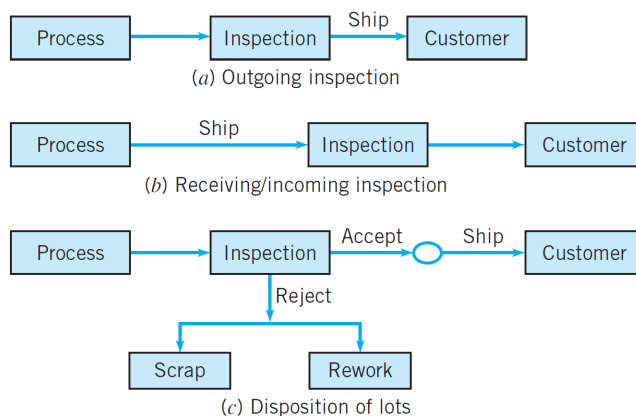 Ship
Process Inspection Customer
(a) Outgoing inspection
Ship
Process Inspection Customer
(b) Receiving/incoming inspection
Accept Ship
Process Inspection Customer
Reject
Scrap Rework
(c) Disposition of lots